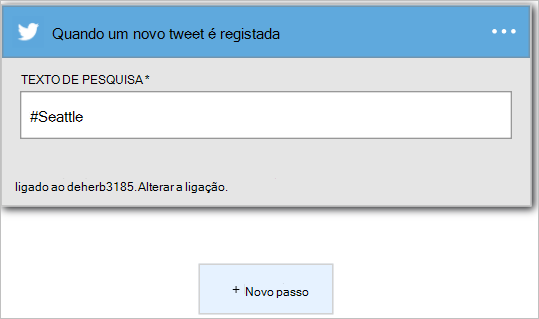 Quando um novo tweet é registada
TEXTO DE PESQUISA *
#Seattle
ligado ao deherb3185.Alterar a ligação.
+ Novo passo